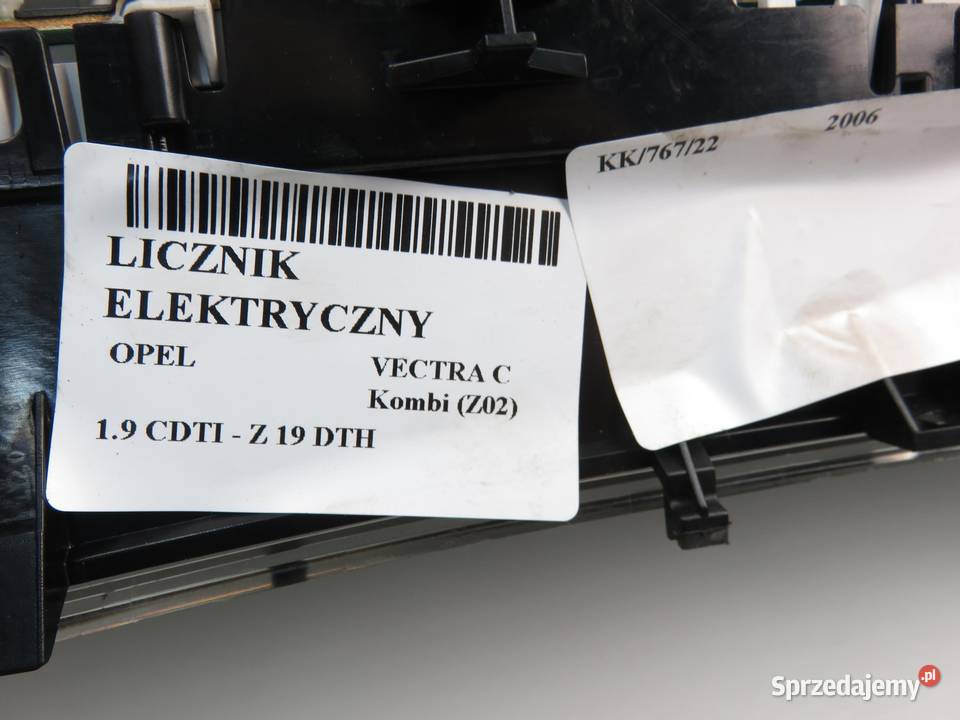 LICZNIK
ELEKTRYCZNY
OPEL
VECTRA C
Kombi (Z02)
1.9 CDTI - Z 19 DTH
KK/767/22 2006
Sprzedajemy.pl